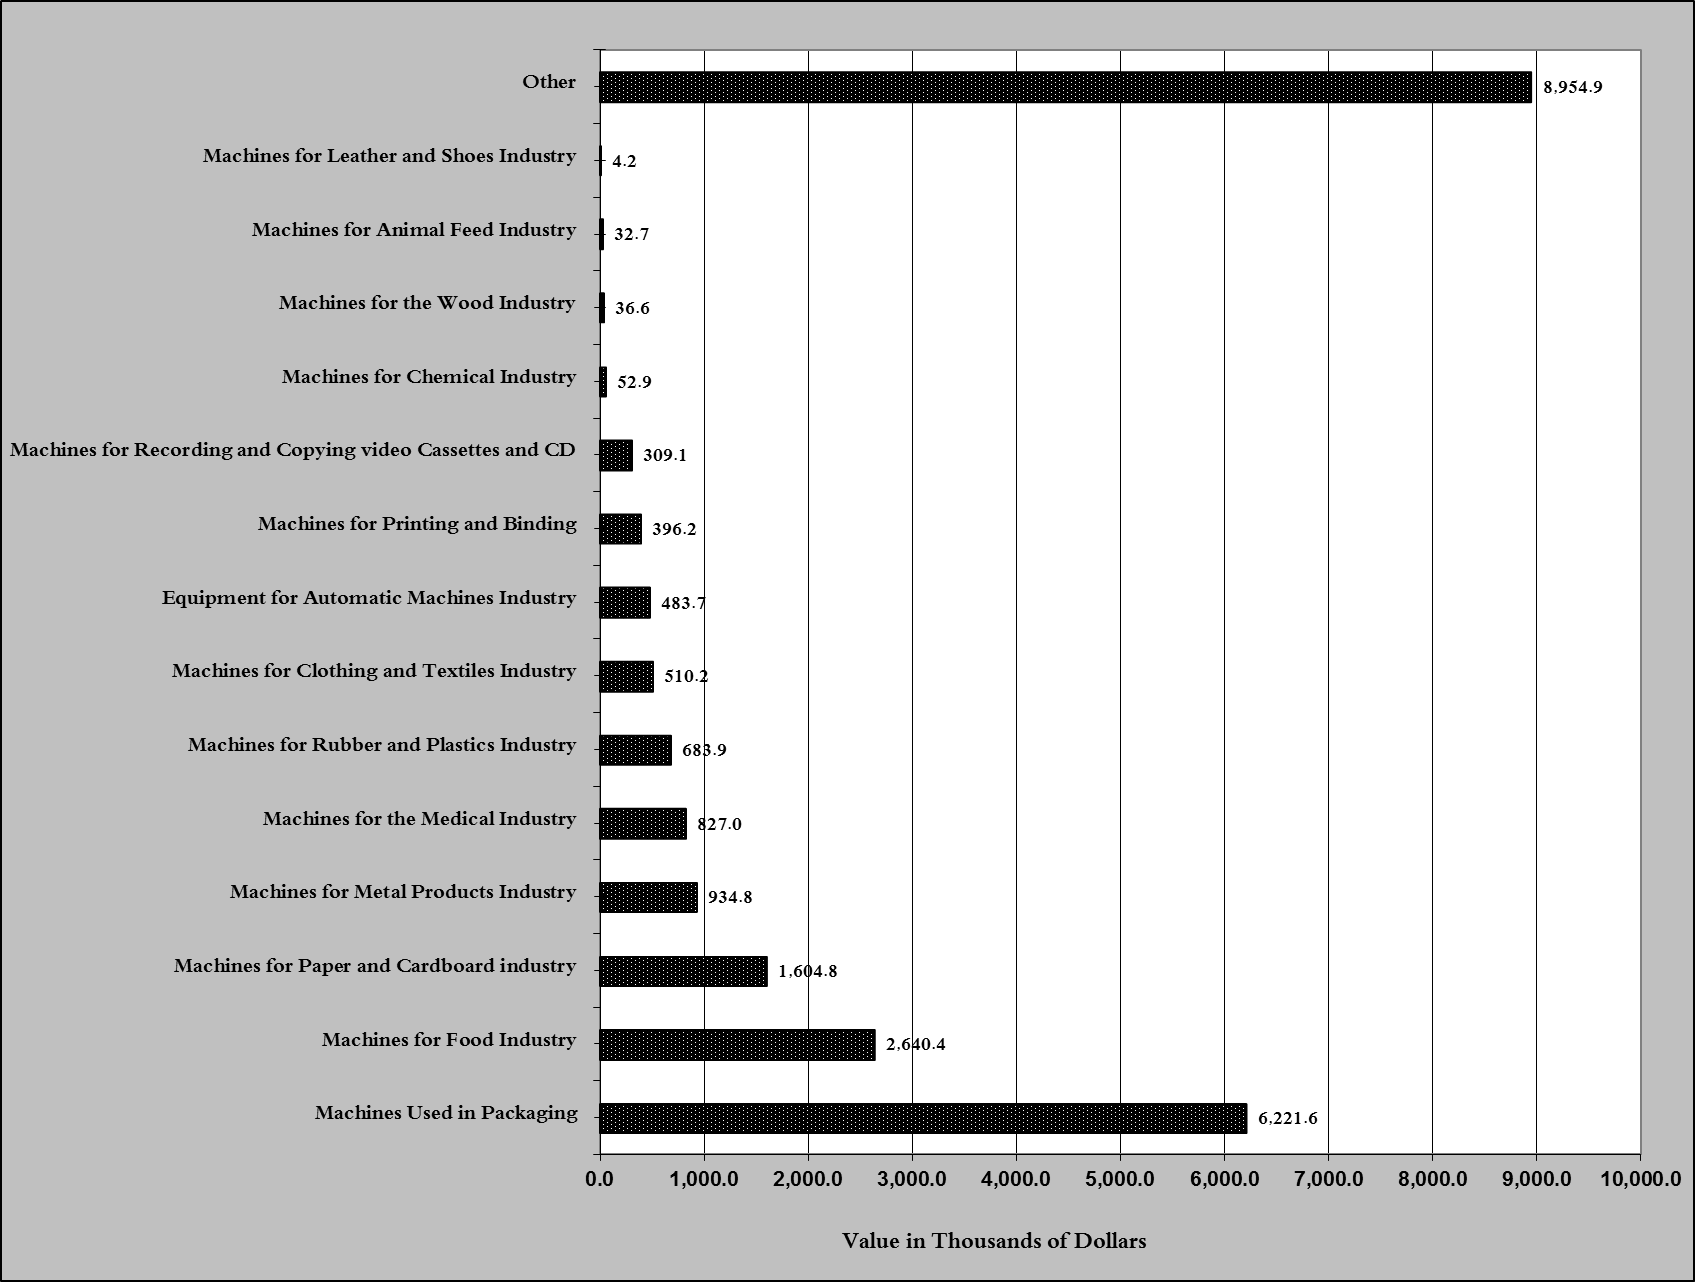 Other
8,954.9
Machines for Leather and Shoes Industry
4.2
Machines for Animal Feed Industry
32.7
Machines for the Wood Industry
36.6
Machines for Chemical Industry
52.9
Machines for Recording and Copying video Cassettes and CD
309.1
Machines for Printing and Binding
396.2
Equipment for Automatic Machines Industry
483.7
Machines for Clothing and Textiles Industry
510.2
Machines for Rubber and Plastics Industry
683.9
Machines for the Medical Industry
827.0
Machines for Metal Products Industry
934.8
Machines for Paper and Cardboard industry
1,604.8
Machines for Food Industry
2,640.4
Machines Used in Packaging
6,221.6
0.0 1,000.0 2,000.0 3,000.0 4,000.0 5,000.0 6,000.0 7,000.0 8,000.0 9,000.0 10,000.0
Value in Thousands of Dollars